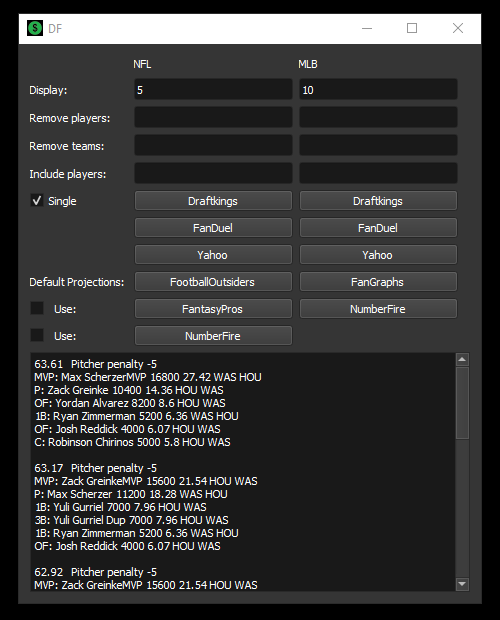 DF
NFL MLB
Display: 5 10
Remove players:
Remove teams:
Include players:
Single Draftkings Draftkings
FanDuel FanDuel
Yahoo Yahoo
Default Projections: FootballOutsiders FanGraphs
Use: FantasyPros NumberFire
Use: NumberFire
63.61 Pitcher penalty -5
MVP: Max ScherzerMVP 16800 27.42 WAS HOU
P: Zack Greinke 10400 14.36 HOU WAS
OF: Yordan Alvarez 8200 8.6 HOU WAS
1B: Ryan Zimmerman 5200 6.36 WAS HOU
OF: Josh Reddick 4000 6.07 HOU WAS
C: Robinson Chirinos 5000 5.8 HOU WAS
63.17 Pitcher penalty -5
MVP: Zack GreinkeMVP 15600 21.54 HOU WAS
P: Max Scherzer 11200 18.28 WAS HOU
1B: Yuli Gurriel 7000 7.96 HOU WAS
3B: Yuli Gurriel Dup 7000 7.96 HOU WAS
1B: Ryan Zimmerman 5200 6.36 WAS HOU
OF: Josh Reddick 4000 6.07 HOU WAS
62.92 Pitcher penalty -5
MVP: Zack GreinkeMVP 15600 21.54 HOU WAS